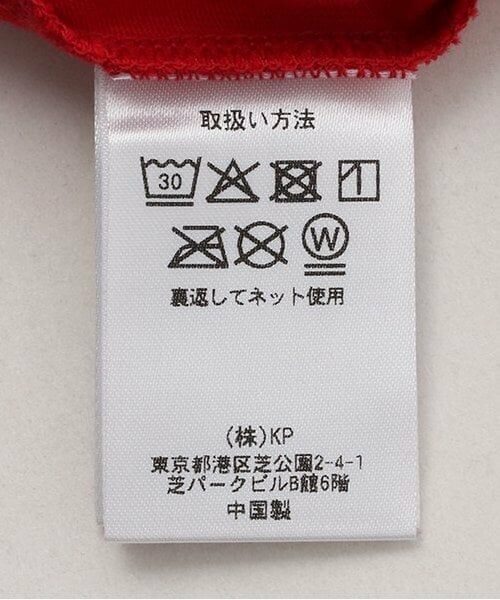 取扱い方法
30
W
裏返してネット使用
(株)KP
東京都港区芝公園2-4-1
芝パークビルB館6階
中国製